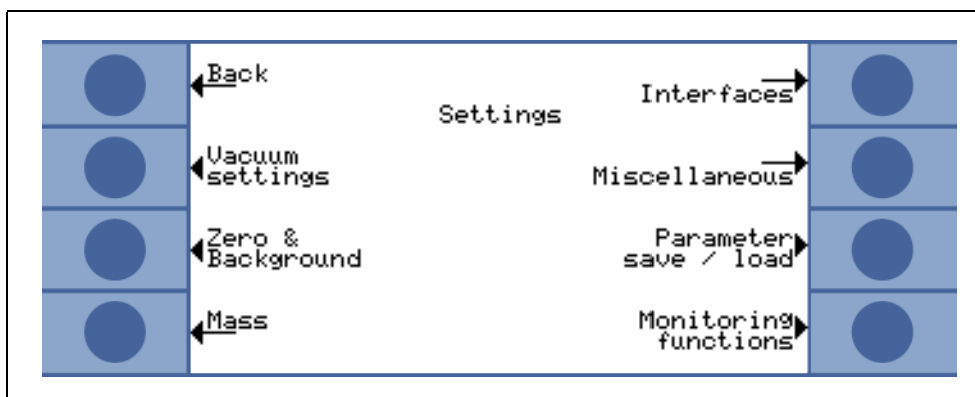 Back
Interfaces
Settings
Vacuum
settings
Miscellaneous
Zero &
Background
Parameter
save / load
Mass
Monitoring
functions